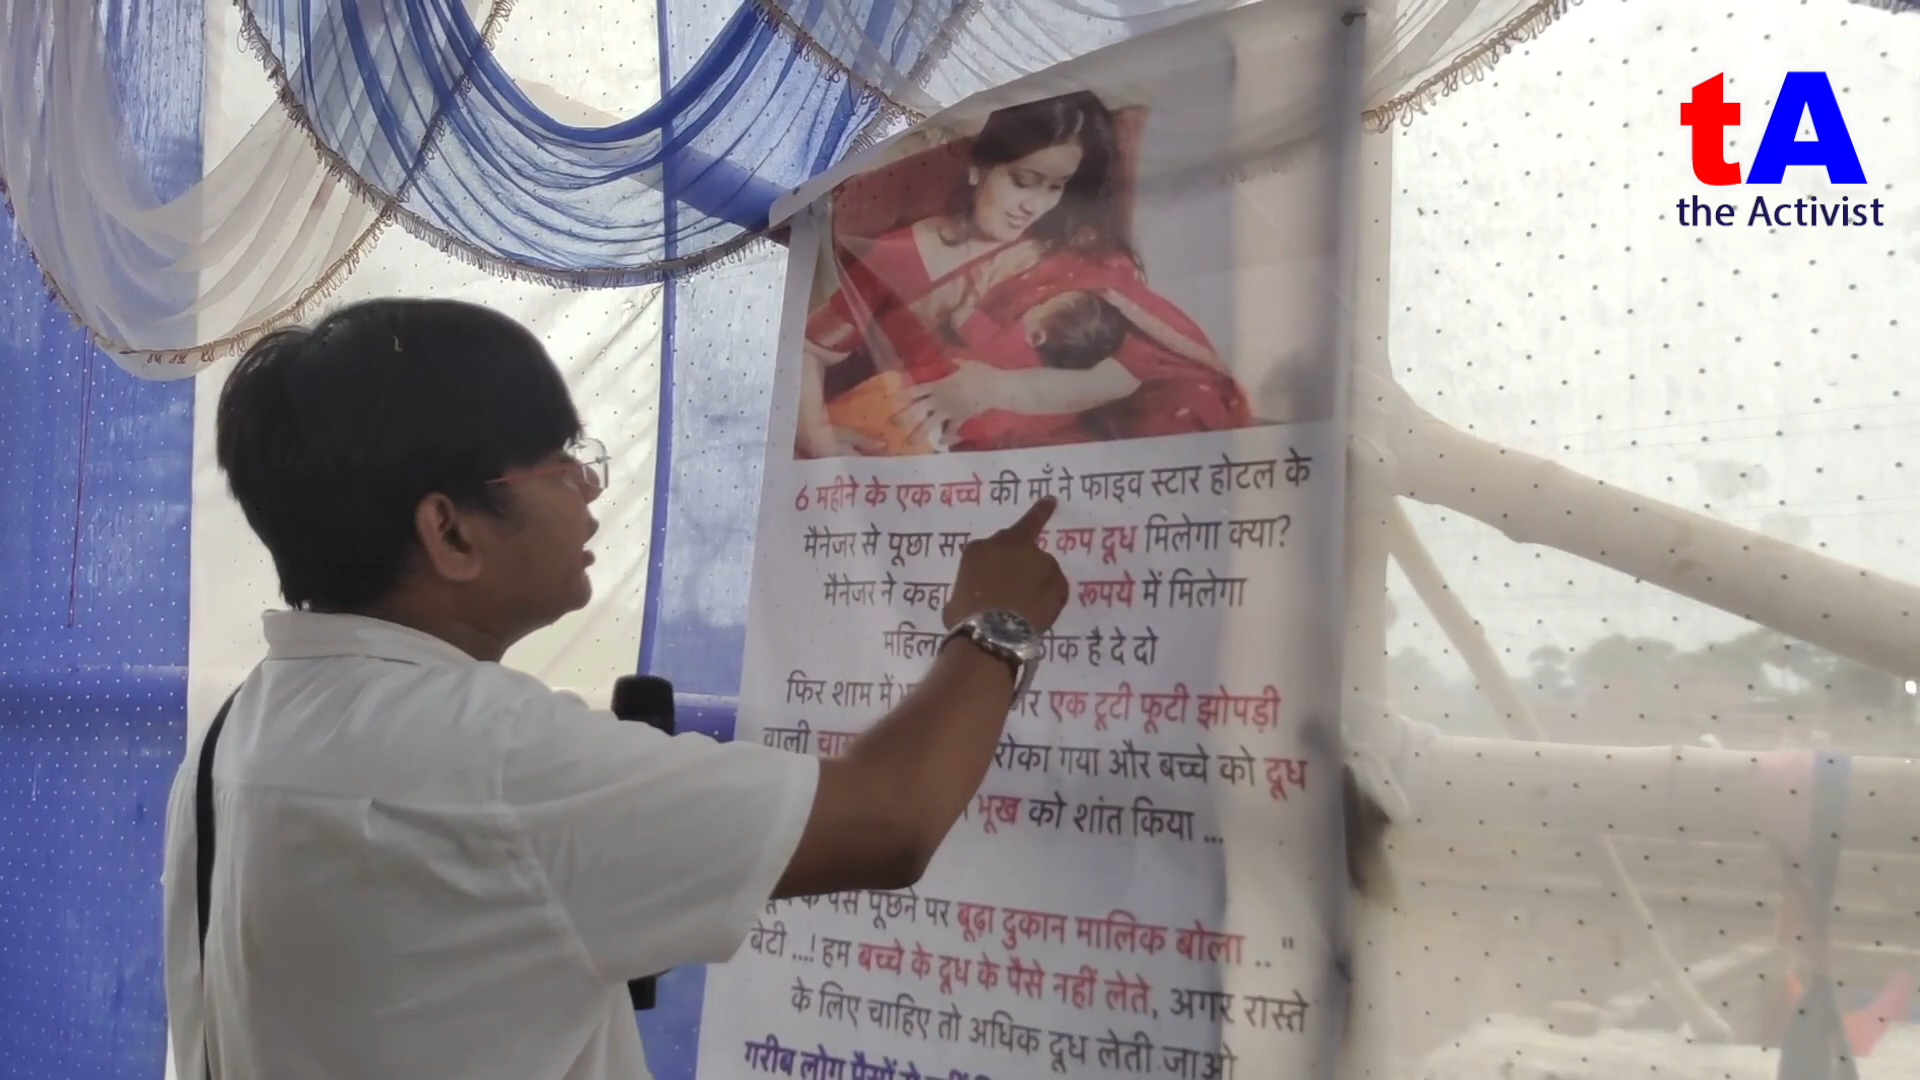 tA
the Activist
6 महीने के एक बच्चे की माँ ने फाइव स्टार होटल के
मैनेजर से पूछा सर कप दूध मिलेगा क्या?
मैनेजर ने कहा रूपये में मिलेगा
है दे दो
फिर शाम में एक टूटी फूटी झोपड़ी
वाली रोका गया और बच्चे को दूध
भूख को शांत किया ...
पूछने पर बूढ़ा दुकान मालिक बोला .."
बेटी ...! हम बच्चे के दूध के पैसे नहीं लेते, अगर रास्ते
के लिए चाहिए तो अधिक दूध लेती जाओ
गरीब लोग